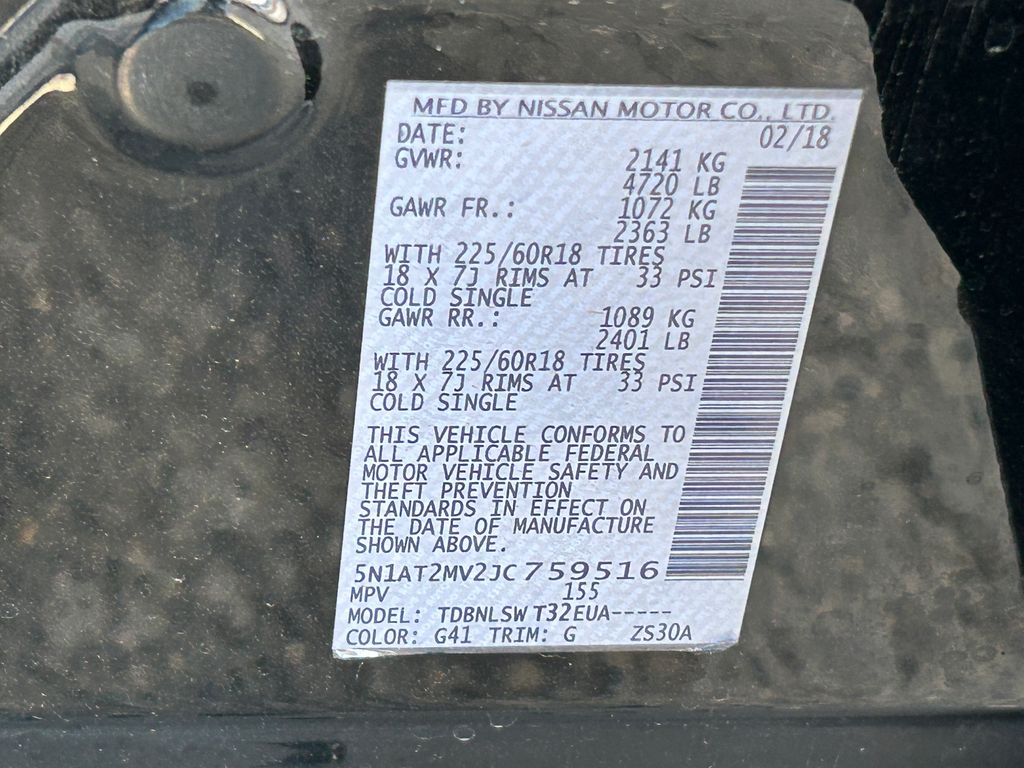 MFD BY NISSAN MOTOR CO., LTD.
DATE: 02/18
GVWR: 2141 KG
4720 LB
GAWR FR.: 1072 KG
2363 LB
WITH 225/60R18 TIRES
18 X 7J RIMS AT 33 PSI
COLD SINGLE
GAWR RR.: 1089 KG
2401 LB
WITH 225/60R18 TIRES
18 X 7J RIMS AT 33 PSI
COLD SINGLE
THIS VEHICLE CONFORMS TO
ALL APPLICABLE FEDERAL
MOTOR VEHICLE SAFETY AND
THEFT PREVENTION
STANDARDS IN EFFECT ON
THE DATE OF MANUFACTURE
SHOWN ABOVE.
5N1AT2MV2JC759516
MPV 155
MODEL: TDBNLSW T32EUA-----
COLOR: G41 TRIM: G ZS30A